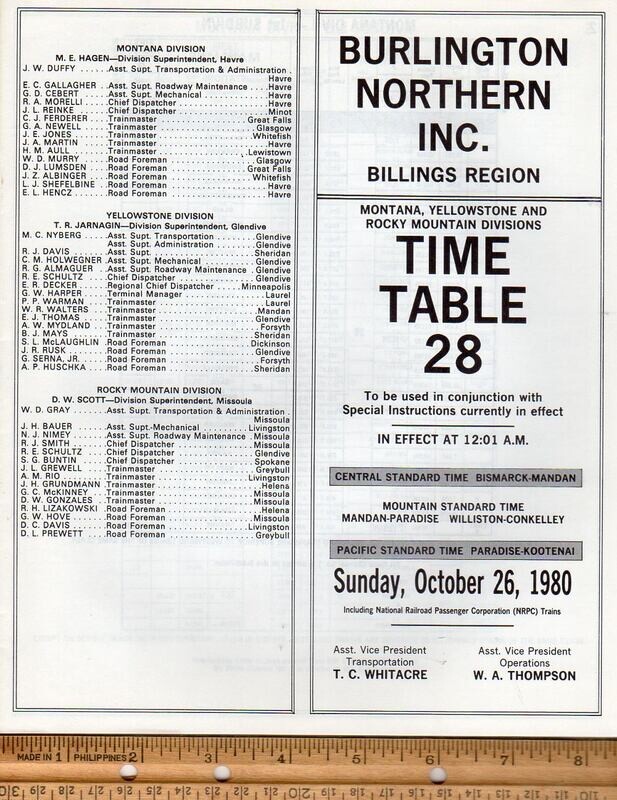 MONTANA DIVISION
M. E. HAGEN—Division Superintendent, Havre
J. W. DUFFY . . . . . . Asst. Supt. Transportation & Administration .
Havre
E. C. GALLAGHER . Asst. Supt. Roadway Maintenance . . . Havre
G. D. CEBERT . . . . Asst. Supt. Mechanical . . . . . . . . . . Havre
R. A. MORELLI . . . Chief Dispatcher . . . . . . . . . . . . . . Havre
J. L. REINKE . . . . . Chief Dispatcher . . . . . . . . . . . . . . Minot
C. J. FERDERER . . . Trainmaster . . . . . . . . . . . . . . Great Falls
G. A. NEWELL . . . . Trainmaster . . . . . . . . . . . . . . . Glasgow
J. E. JONES . . . . . . Trainmaster . . . . . . . . . . . . . . Whitefish
J. A. MARTIN . . . . . Trainmaster . . . . . . . . . . . . . . . . . Havre
H. M. AULL . . . . . . Trainmaster . . . . . . . . . . . . . . Lewistown
W. D. MURRY . . . . Road Foreman . . . . . . . . . . . . . . Glasgow
D. J. LUMSDEN . . . Road Foreman . . . . . . . . . . . . . Great Falls
J. Z. ALBINGER . . . Road Foreman . . . . . . . . . . . . . Whitefish
L. J. SHEFELBINE . . Road Foreman . . . . . . . . . . . . . . . . Havre
E. L. HENCZ . . . . . Road Foreman . . . . . . . . . . . . . . . . Havre
YELLOWSTONE DIVISION
T. R. JARNAGIN—Division Superintendent, Glendive
M. C. NYBERG . . . . Asst. Supt. Transportation . . . . . . . Glendive
Asst. Supt. Administration . . . . . . . Glendive
R. J. DAVIS . . . . . . Asst. Supt. . . . . . . . . . . . . . . . . Sheridan
C. M. HOLWEGNER . Asst. Supt. Mechanical . . . . . . . . . Glendive
R. G. ALMAGUER . . Asst. Supt. Roadway Maintenance . Glendive
R. E. SCHULTZ . . . . Chief Dispatcher . . . . . . . . . . . . . Glendive
E. R. DECKER . . . . . Regional Chief Dispatcher . . . . . Minneapolis
G. W. HARPER . . . . Terminal Manager . . . . . . . . . . . . . Laurel
P. P. WARMAN . . . . Trainmaster . . . . . . . . . . . . . . . . . Laurel
W. R. WALTERS . . . Trainmaster . . . . . . . . . . . . . . . . Mandan
E. J. THOMAS . . . . Trainmaster . . . . . . . . . . . . . . . Glendive
A. W. MYDLAND . . . Trainmaster . . . . . . . . . . . . . . . . Forsyth
B. J. MAYS . . . . . . Trainmaster . . . . . . . . . . . . . . . Sheridan
S. L. McLAUGHLIN . Road Foreman . . . . . . . . . . . . . Dickinson
J. R. RUSK . . . . . . Road Foreman . . . . . . . . . . . . . . Glendive
G. SERNA, JR. . . . . Road Foreman . . . . . . . . . . . . . . . Forsyth
A. P. HUSCHKA . . . Road Foreman . . . . . . . . . . . . . . Sheridan
ROCKY MOUNTAIN DIVISION
D. W. SCOTT—Division Superintendent, Missoula
W. D. GRAY . . . . . . Asst. Supt. Transportation & Administration .
Missoula
J. H. BAUER . . . . . Asst. Supt.-Mechanical . . . . . . . . Livingston
N. J. NIMEY . . . . . . Asst. Supt. Roadway Maintenance . Missoula
R. J. SMITH . . . . . . Chief Dispatcher . . . . . . . . . . . . . Missoula
R. E. SCHULTZ . . . . Chief Dispatcher . . . . . . . . . . . . . Glendive
S. G. BUNTIN . . . . . Chief Dispatcher . . . . . . . . . . . . . Spokane
J. L. GREWELL . . . . Trainmaster . . . . . . . . . . . . . . . . Greybull
A. M. RIO . . . . . . . Trainmaster . . . . . . . . . . . . . . Livingston
J. H. GRUNDMANN . Trainmaster . . . . . . . . . . . . . . . . . Helena
G. C. McKINNEY . . . Trainmaster . . . . . . . . . . . . . . . Missoula
D. W. GONZALES . . Trainmaster . . . . . . . . . . . . . . . Missoula
R. H. LIZAKOWSKI . Road Foreman . . . . . . . . . . . . . . . Helena
G. W. HOVE . . . . . Road Foreman . . . . . . . . . . . . . . Missoula
D. C. DAVIS . . . . . Road Foreman . . . . . . . . . . . . . Livingston
D. L. PREWETT . . . . Road Foreman . . . . . . . . . . . . . . Greybull
BURLINGTON
NORTHERN
INC.
BILLINGS REGION
MONTANA, YELLOWSTONE AND
ROCKY MOUNTAIN DIVISIONS
TIME
TABLE
28
To be used in conjunction with
Special Instructions currently in effect
IN EFFECT AT 12:01 A.M.
CENTRAL STANDARD TIME BISMARCK-MANDAN
MOUNTAIN STANDARD TIME
MANDAN-PARADISE WILLISTON-CONKELLEY
PACIFIC STANDARD TIME PARADISE-KOOTENAI
Sunday, October 26, 1980
Including National Railroad Passenger Corporation (NRPC) Trains
Asst. Vice President
Transportation
T. C. WHITACRE
Asst. Vice President
Operations
W. A. THOMPSON
MADE IN 1 PHILIPPINES 2 3 4 5 6 7 8